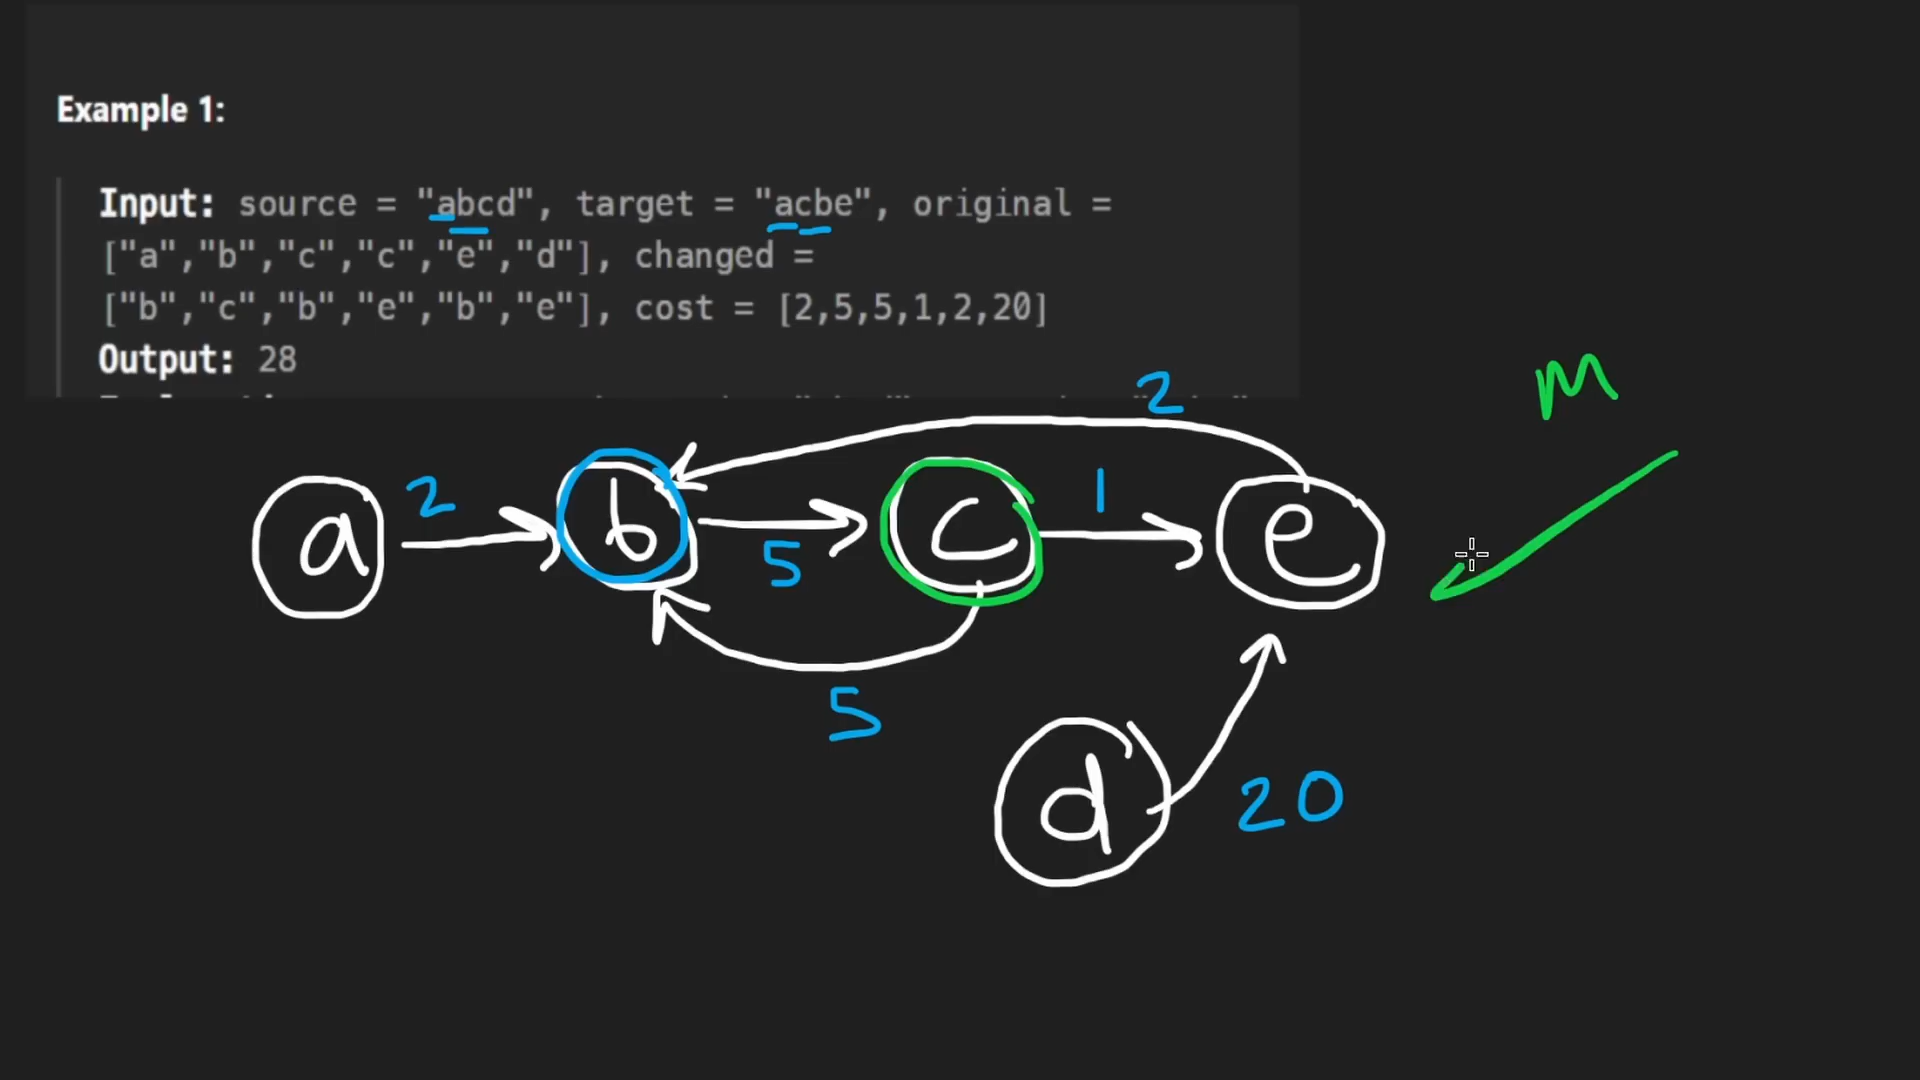 Example 1:
Input: source = "abcd", target = "acbe", original =
["a","b","c","c","e","d"], changed =
["b","c","b","e","b","e"], cost = [2,5,5,1,2,20]
Output: 28
2
M
a 2 b 5 c 1 e
5
d 20